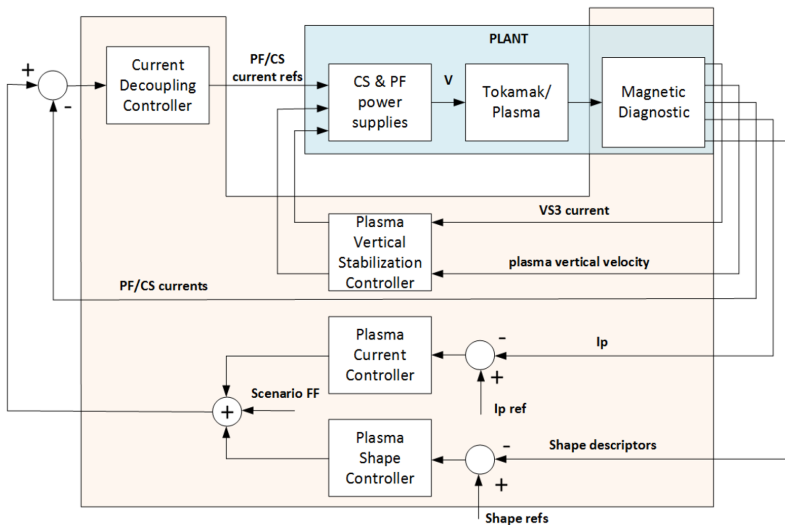 PLANT
+
-
Current
Decoupling
Controller
PF/CS
current refs
CS & PF
power
supplies
V
Tokamak/
Plasma
Magnetic
Diagnostic
VS3 current
Plasma
Vertical
Stabilization
Controller
plasma vertical velocity
PF/CS currents
Plasma
Current
Controller
-
+
Ip
Ip ref
Scenario FF
+
Plasma
Shape
Controller
-
+
Shape descriptors
Shape refs